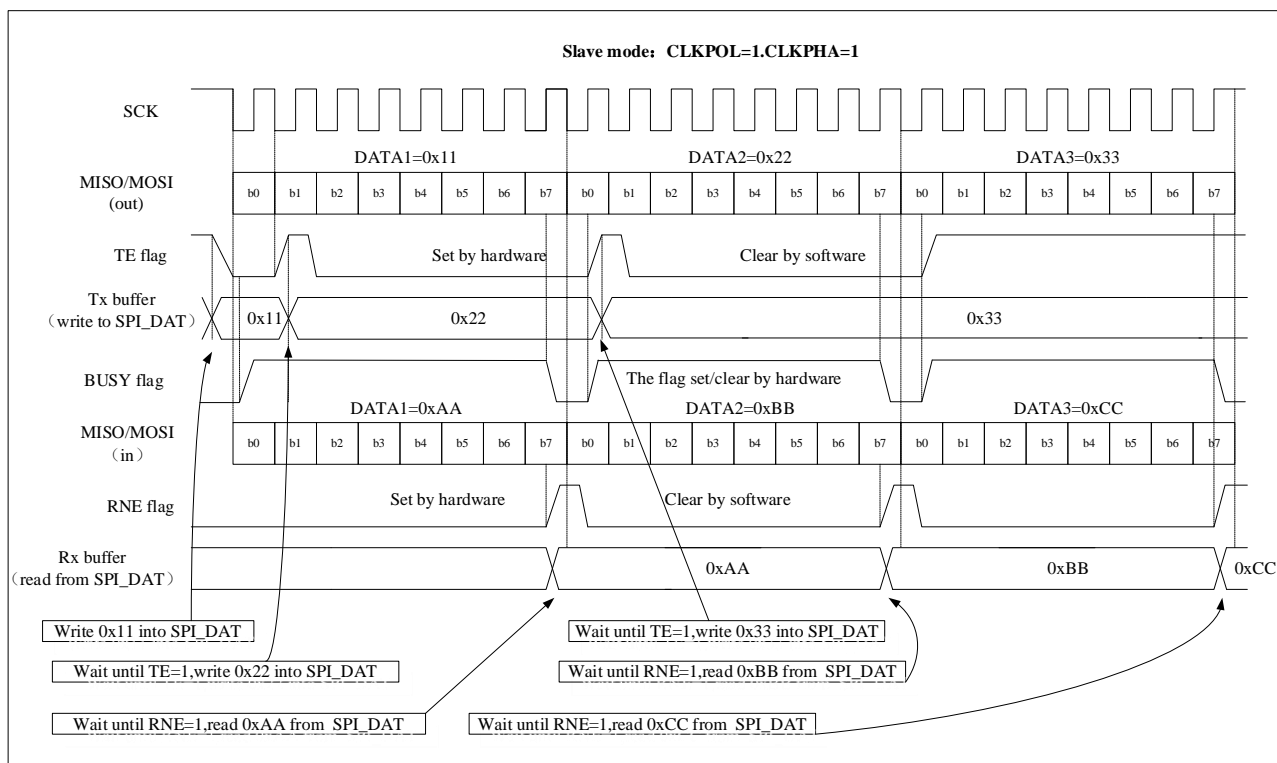 Slave mode：CLKPOL=1.CLKPHA=1
SCK
DATA1=0x11 DATA2=0x22 DATA3=0x33
MISO/MOSI
(out)
b0 b1 b2 b3 b4 b5 b6 b7 b0 b1 b2 b3 b4 b5 b6 b7 b0 b1 b2 b3 b4 b5 b6 b7
TE flag Set by hardware Clear by software
Tx buffer
（write to SPI_DAT）
0x11 0x22 0x33
BUSY flag The flag set/clear by hardware
DATA1=0xAA DATA2=0xBB DATA3=0xCC
MISO/MOSI
（in）
b0 b1 b2 b3 b4 b5 b6 b7 b0 b1 b2 b3 b4 b5 b6 b7 b0 b1 b2 b3 b4 b5 b6 b7
RNE flag Set by hardware Clear by software
Rx buffer
（read from SPI_DAT）
0xAA 0xBB 0xCC
Write 0x11 into SPI_DAT
Wait until TE=1,write 0x33 into SPI_DAT
Wait until TE=1,write 0x22 into SPI_DAT
Wait until RNE=1,read 0xBB from SPI_DAT
Wait until RNE=1,read 0xAA from SPI_DAT
Wait until RNE=1,read 0xCC from SPI_DAT